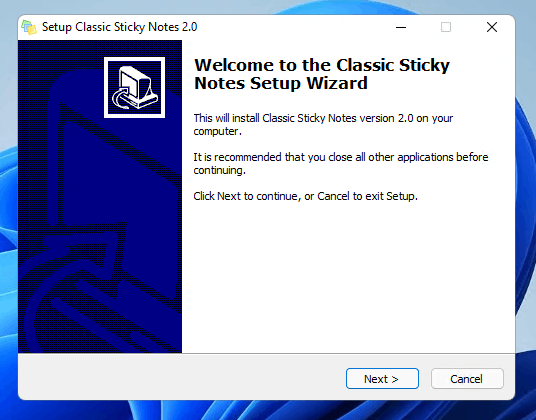 Setup Classic Sticky Notes 2.0
Welcome to the Classic Sticky
Notes Setup Wizard
This will install Classic Sticky Notes version 2.0 on your
computer.
It is recommended that you close all other applications before
continuing.
Click Next to continue, or Cancel to exit Setup.
Next >
Cancel